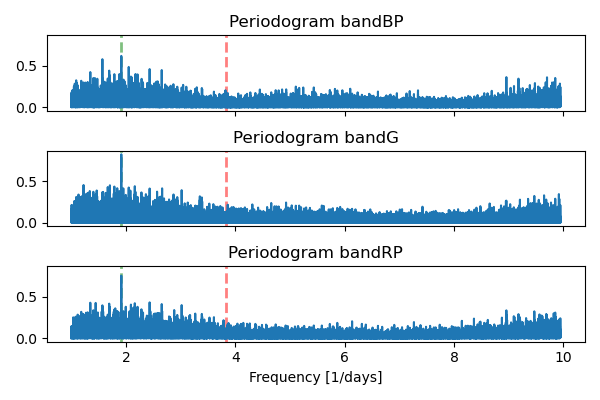 Periodogram bandBP
0.5
0.0
Periodogram bandG
0.5
0.0
Periodogram bandRP
0.5
0.0
2 4 6 8 10
Frequency [1/days]